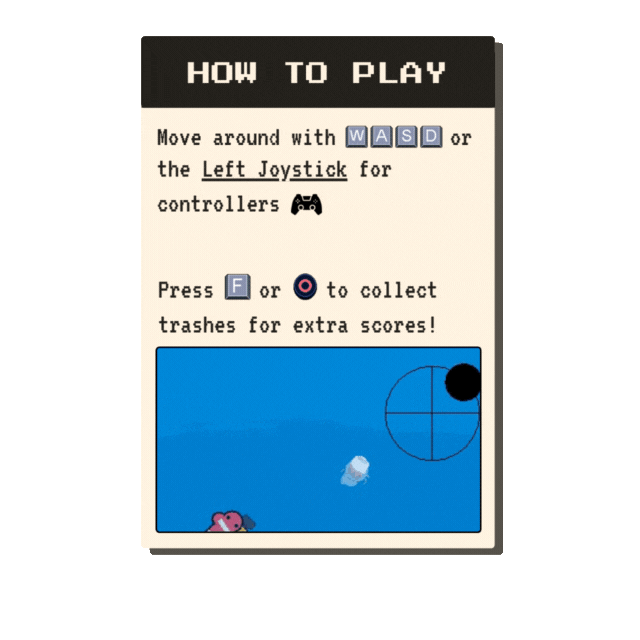 HOW TO PLAY
Move around with W A S D or
the Left Joystick for
controllers
Press F or to collect
trashes for extra scores!